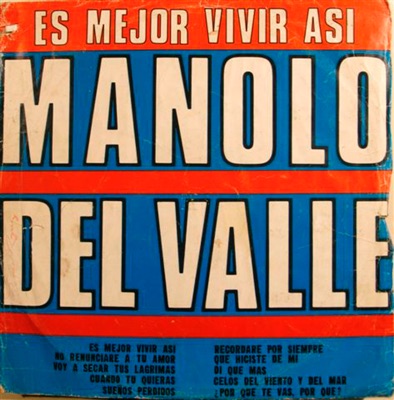 ES MEJOR VIVIR ASI
MANOLO
DEL VALLE
ES MEJOR VIVIR ASI
NO RENUNCIARE A TU AMOR
VOY A SECAR TUS LAGRIMAS
CUANDO TU QUIERAS
SUEÑOS PERDIDOS
RECORDARE POR SIEMPRE
QUE HICISTE DE MI
DI QUE MAS
CELOS DEL VIENTO Y DEL MAR
¿POR QUE TE VAS, POR QUE?